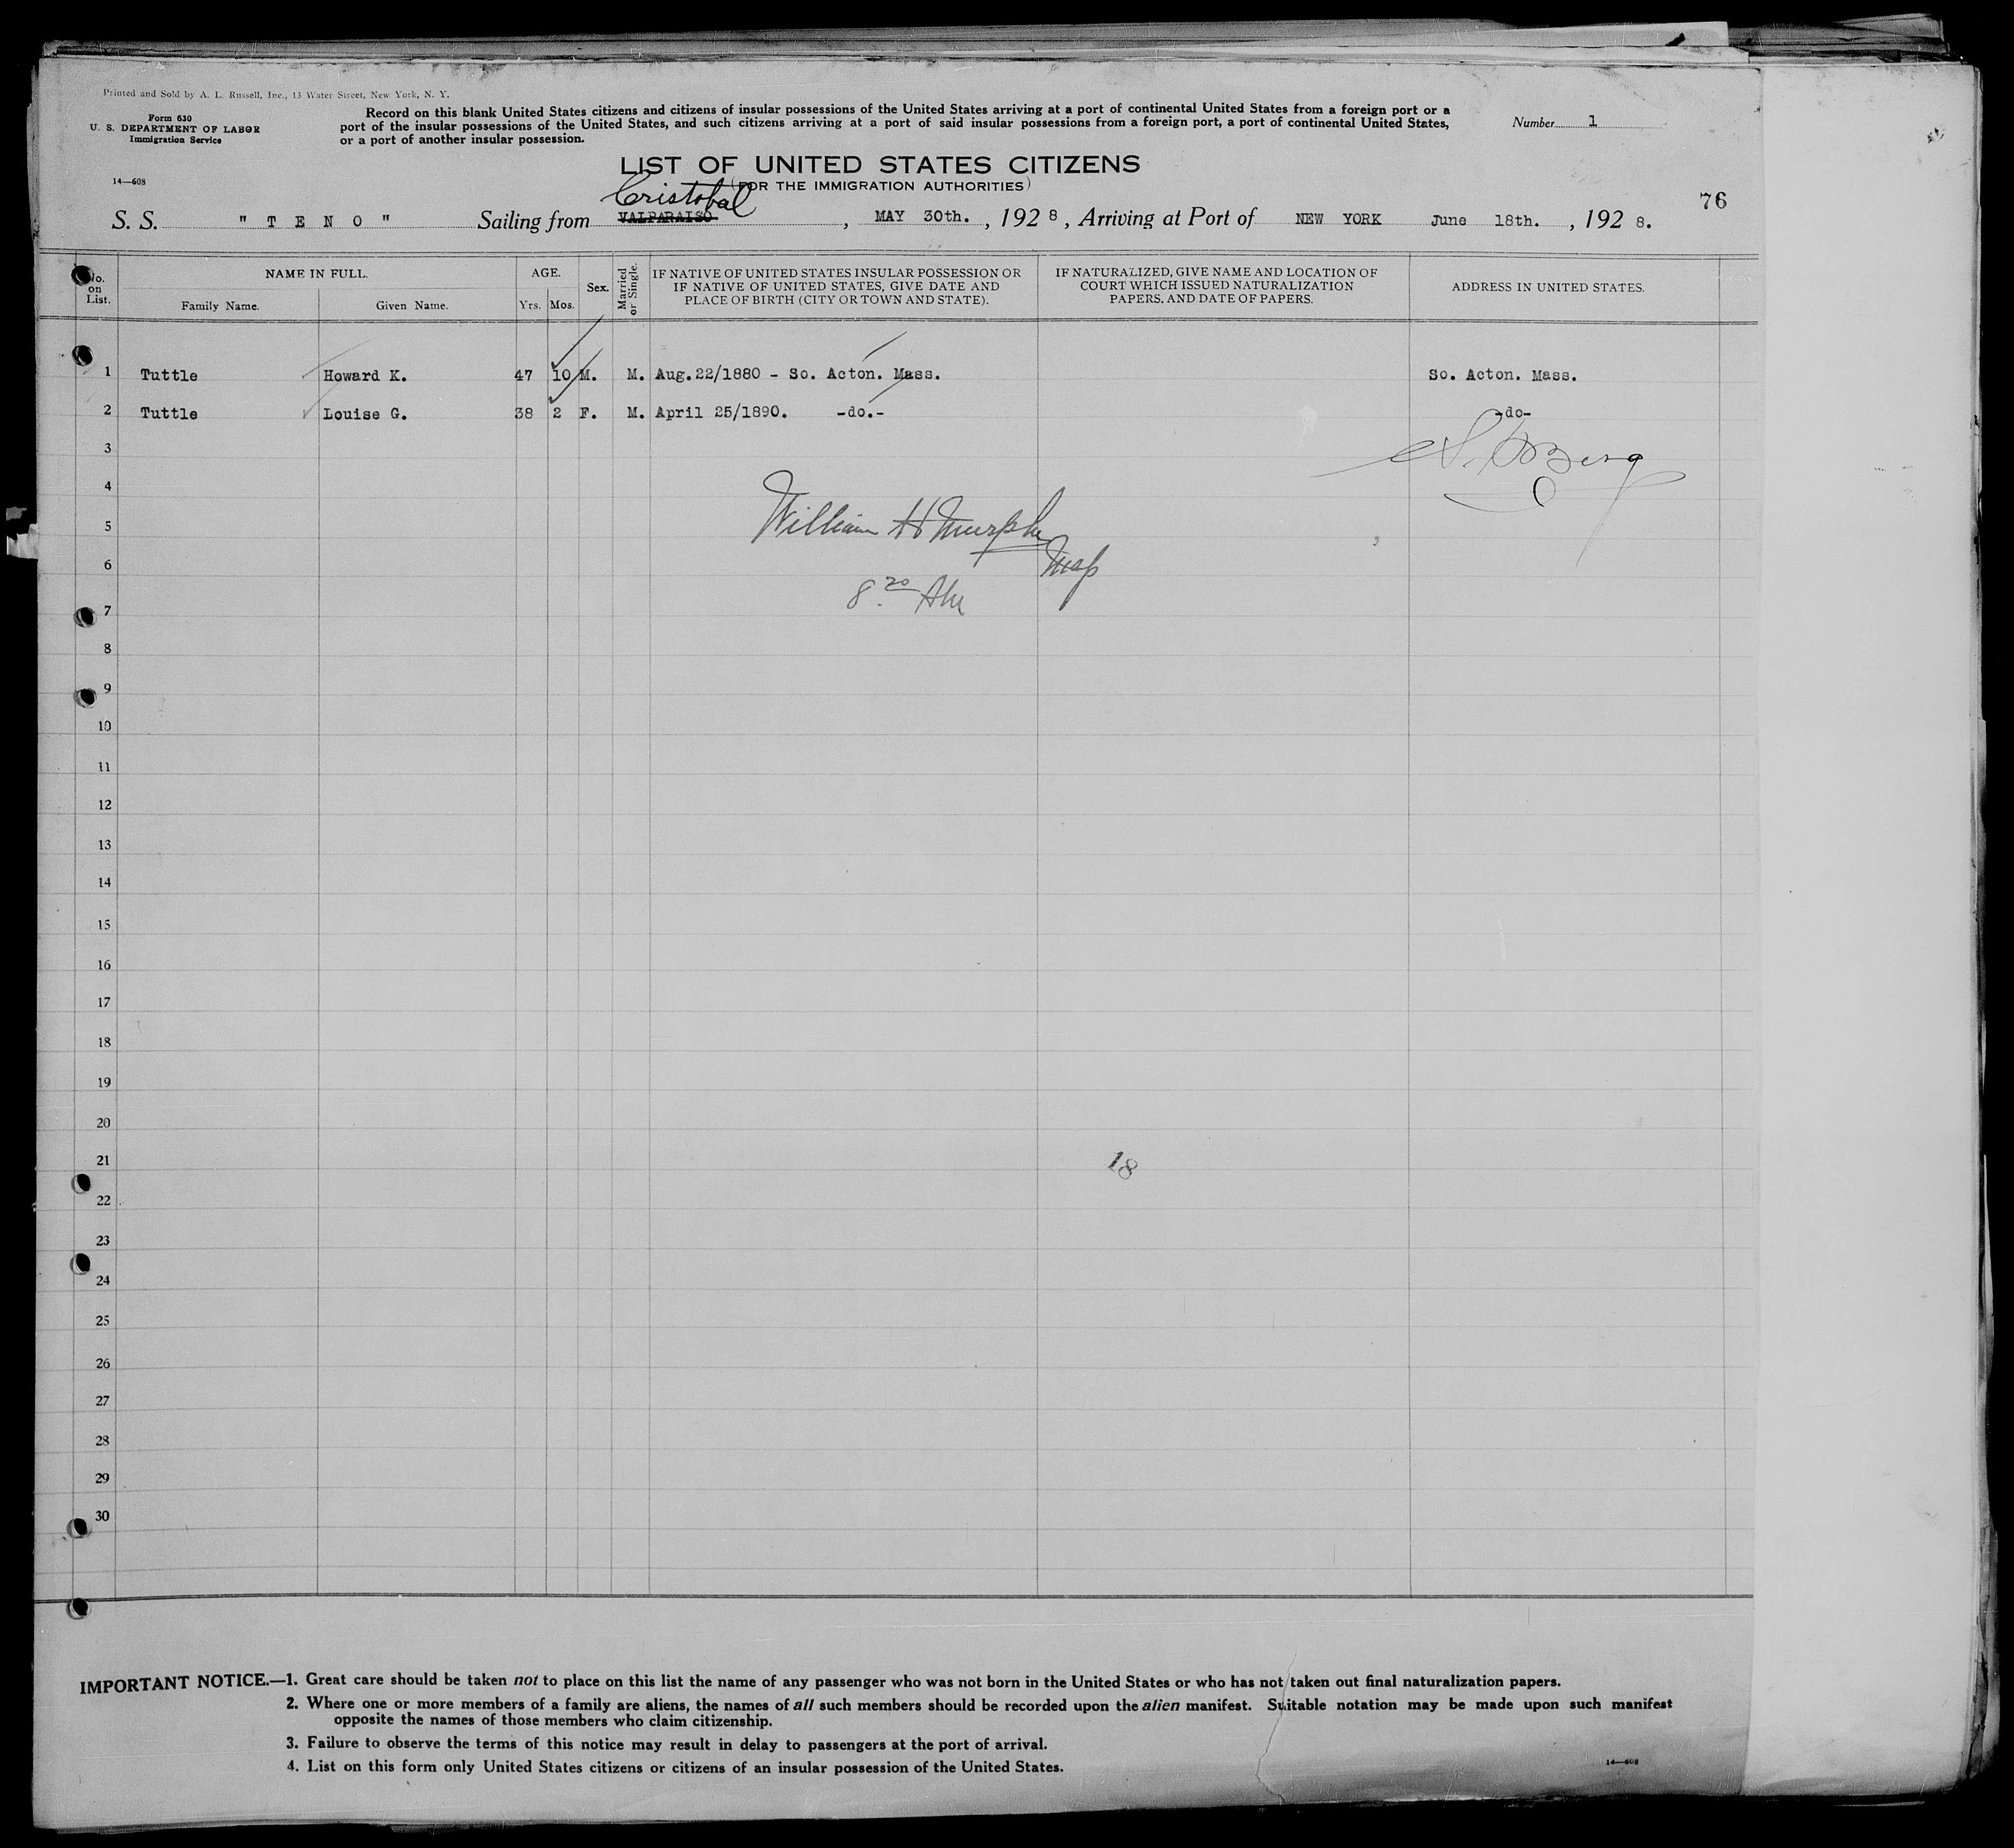 Printed and Sold by A. L. Russell, Inc., 13 Water Street, New York, N. Y.
Form 630
U. S. DEPARTMENT OF LABOR
Immigration Service
14—608
Record on this blank United States citizens and citizens of insular possessions of the United States arriving at a port of continental United States from a foreign port or a
port of the insular possessions of the United States, and such citizens arriving at a port of said insular possessions from a foreign port, a port of continental United States,
or a port of another insular possession.
Number 1
LIST OF UNITED STATES CITIZENS
(FOR THE IMMIGRATION AUTHORITIES)
76
Cristobal
S. S. " T E N O " Sailing from VALPARAISO, MAY 30th., 1928, Arriving at Port of NEW YORK June 18th., 1928.
No. on List. NAME IN FULL. AGE. Sex. Married or Single. IF NATIVE OF UNITED STATES INSULAR POSSESSION OR IF NATIVE OF UNITED STATES, GIVE DATE AND PLACE OF BIRTH (CITY OR TOWN AND STATE). IF NATURALIZED, GIVE NAME AND LOCATION OF COURT WHICH ISSUED NATURALIZATION PAPERS, AND DATE OF PAPERS. ADDRESS IN UNITED STATES.
Family Name. Given Name. Yrs. Mos.
1 Tuttle Howard K. 47 10 M. M. Aug.22/1880 - So. Acton. Mass. So. Acton. Mass.
2 Tuttle Louise G. 38 2 F. M. April 25/1890. -do.- -do-
3
4
William H Murphy
5
6
8.20 AM
7
8
9
10
11
12
13
14
15
16
17
18
19
20
21
18
22
23
24
25
26
27
28
29
30
IMPORTANT NOTICE.—1. Great care should be taken not to place on this list the name of any passenger who was not born in the United States or who has not taken out final naturalization papers.
2. Where one or more members of a family are aliens, the names of all such members should be recorded upon the alien manifest. Suitable notation may be made upon such manifest
opposite the names of those members who claim citizenship.
3. Failure to observe the terms of this notice may result in delay to passengers at the port of arrival.
4. List on this form only United States citizens or citizens of an insular possession of the United States.
14—608